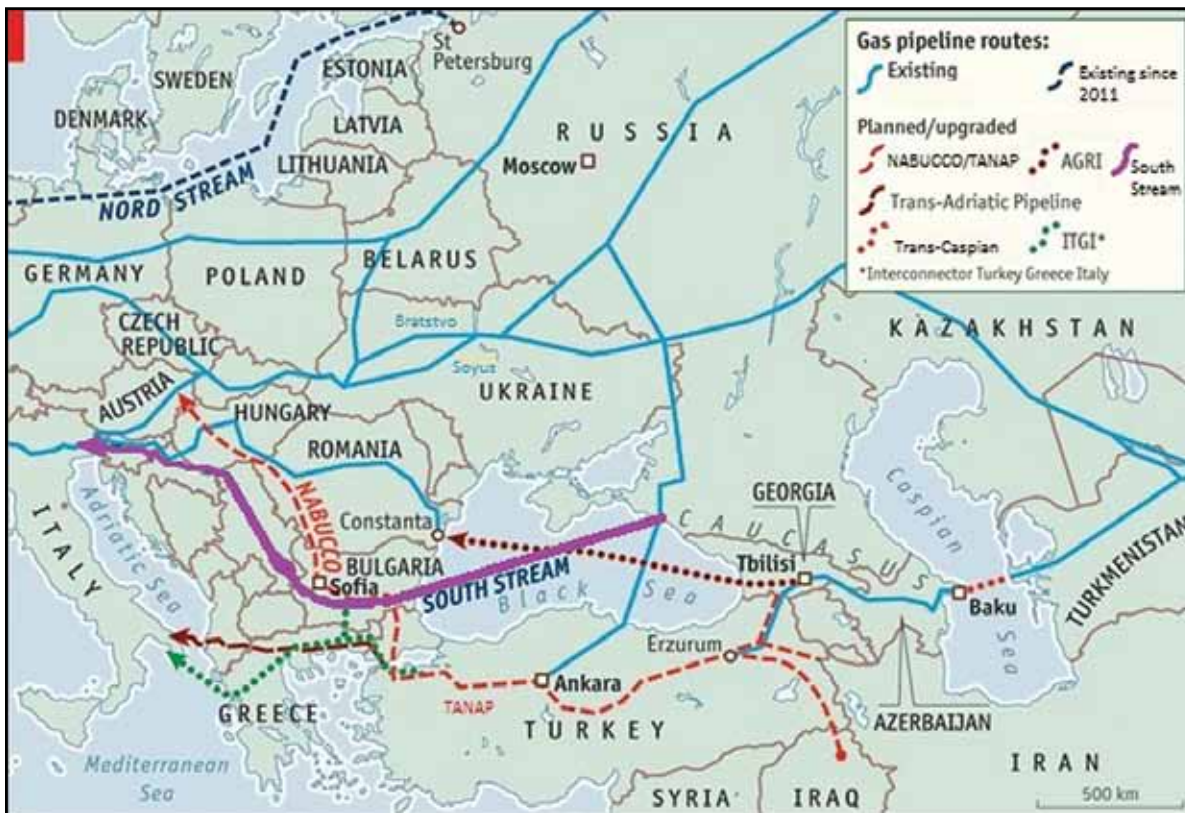 St
Petersburg
SWEDEN
ESTONIA
DENMARK
LATVIA
RUSSIA
LITHUANIA
Moscow
NORD STREAM
BELARUS
GERMANY
POLAND
Bratstvo
CZECH
REPUBLIC
Soyuz
UKRAINE
KAZAKHSTAN
AUSTRIA
HUNGARY
ROMANIA
NABUCCO
Constanta
GEORGIA
CAUCASUS
Caspian
Sea
ITALY
Adriatic Sea
BULGARIA
Sofia
SOUTH STREAM
Black Sea
Tbilisi
Baku
TURKMENISTAN
Erzurum
Ankara
TANAP
GREECE
TURKEY
AZERBAIJAN
Mediterranean
Sea
SYRIA
IRAQ
IRAN
500 km
Gas pipeline routes:
Existing
Existing since
2011
Planned/upgraded
NABUCCO/TANAP
AGRI
South
Stream
Trans-Adriatic Pipeline
Trans-Caspian
ITGI*
*Interconnector Turkey Greece Italy